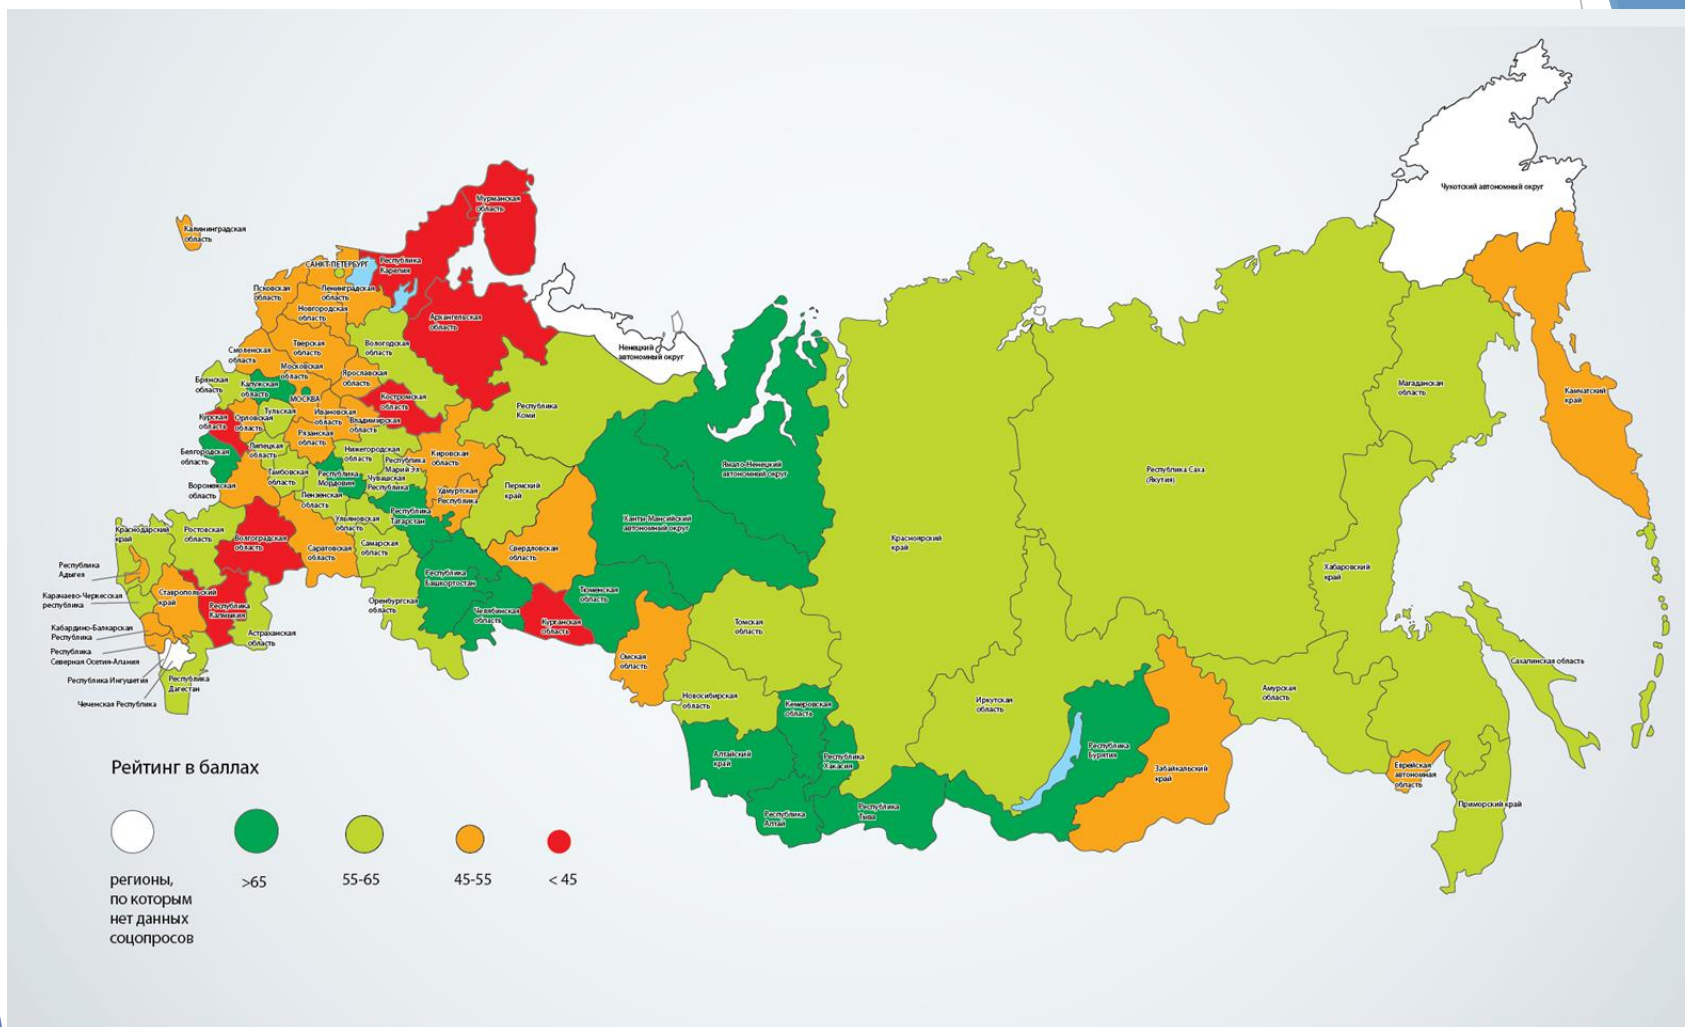 Чукотский автономный округ
Мурманская
область
Калининградская
область
САНКТ-ПЕТЕРБУРГ
Республика
Карелия
Псковская
область
Ленинградская
область
Новгородская
область
Архангельская
область
Ненецкий
автономный округ
Смоленская
область
Тверская
область
Вологодская
область
Московская
область
Ярославская
область
Брянская
область
Калужская
область
МОСКВА
Костромская
область
Республика
Коми
Магаданская
область
Камчатский
край
Курская
область
Орловская
область
Тульская
Ивановская
область
Владимирская
область
Рязанская
область
Белгородская
область
Липецкая
область
Нижегородская
область
Республика
Марий Эл
Кировская
область
Ямало-Ненецкий
автономный округ
Республика Саха
(Якутия)
Воронежская
область
Тамбовская
область
Республика
Мордовия
Чувашская
Республика
Удмуртская
Республика
Пермский
край
Пензенская
область
Республика
Татарстан
Ханты-Мансийский
автономный округ
Краснодарский
край
Ростовская
область
Волгоградская
область
Ульяновская
область
Саратовская
область
Самарская
область
Свердловская
область
Красноярский
край
Хабаровский
край
Республика
Адыгея
Карачаево-Черкесская
республика
Ставропольский
край
Республика
Калмыкия
Оренбургская
область
Республика
Башкортостан
Челябинская
область
Курганская
область
Тюменская
область
Томская
область
Кабардино-Балкарская
Республика
Астраханская
область
Республика
Северная Осетия-Алания
Республика Ингушетия
Республика
Дагестан
Чеченская Республика
Омская
область
Новосибирская
область
Кемеровская
область
Иркутская
область
Амурская
область
Сахалинская область
Алтайский
край
Республика
Хакасия
Республика
Бурятия
Забайкальский
край
Еврейская
автономная
область
Республика
Алтай
Республика
Тыва
Приморский край
Рейтинг в баллах
регионы,
по которым
нет данных
соцопросов
>65
55-65
45-55
< 45